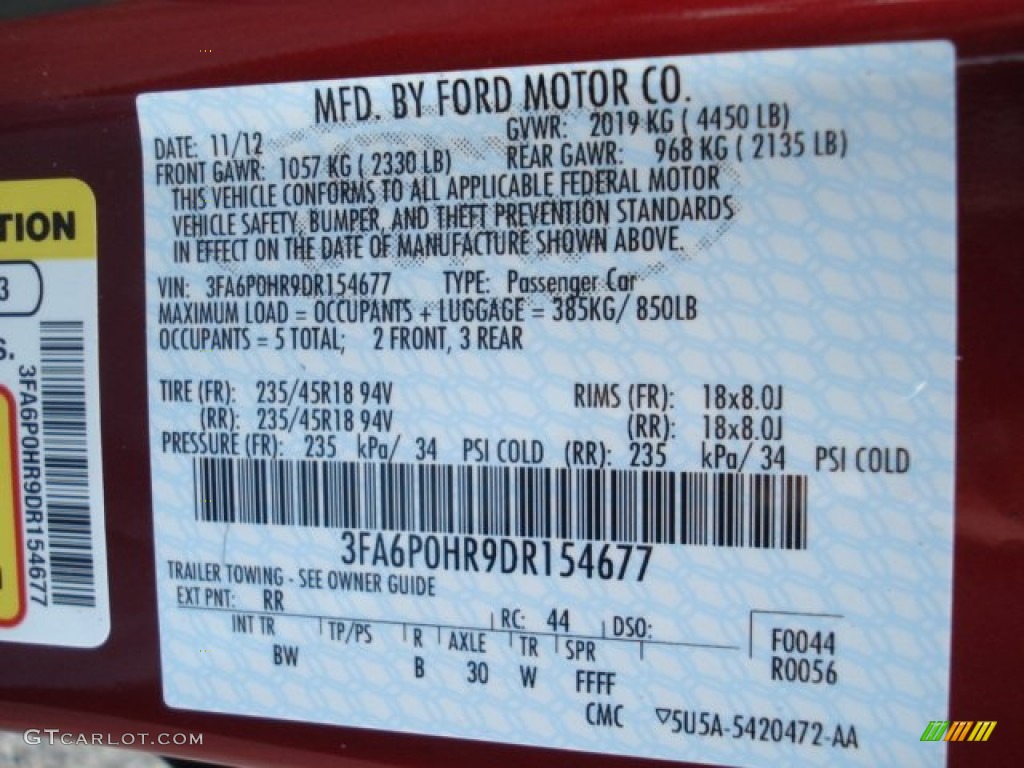 MFD. BY FORD MOTOR CO.
DATE: 11/12 GVWR: 2019 KG ( 4450 LB)
FRONT GAWR: 1057 KG ( 2330 LB) REAR GAWR: 968 KG ( 2135 LB)
THIS VEHICLE CONFORMS TO ALL APPLICABLE FEDERAL MOTOR
VEHICLE SAFETY, BUMPER, AND THEFT PREVENTION STANDARDS
IN EFFECT ON THE DATE OF MANUFACTURE SHOWN ABOVE.
VIN: 3FA6P0HR9DR154677 TYPE: Passenger Car
MAXIMUM LOAD = OCCUPANTS + LUGGAGE = 385KG/ 850LB
OCCUPANTS = 5 TOTAL; 2 FRONT, 3 REAR
TIRE (FR): 235/45R18 94V RIMS (FR): 18x8.0J
(RR): 235/45R18 94V (RR): 18x8.0J
PRESSURE (FR): 235 kPa/ 34 PSI COLD (RR): 235 kPa/ 34 PSI COLD
3FA6P0HR9DR154677
TRAILER TOWING - SEE OWNER GUIDE
EXT PNT: RR RC: 44 DSO: F0044
INT TR TP/PS R AXLE TR SPR R0056
BW B 30 W FFFF
CMC ▽5U5A-5420472-AA
TION
3
S.
3FA6P0HR9DR154677
GTCARLOT.COM